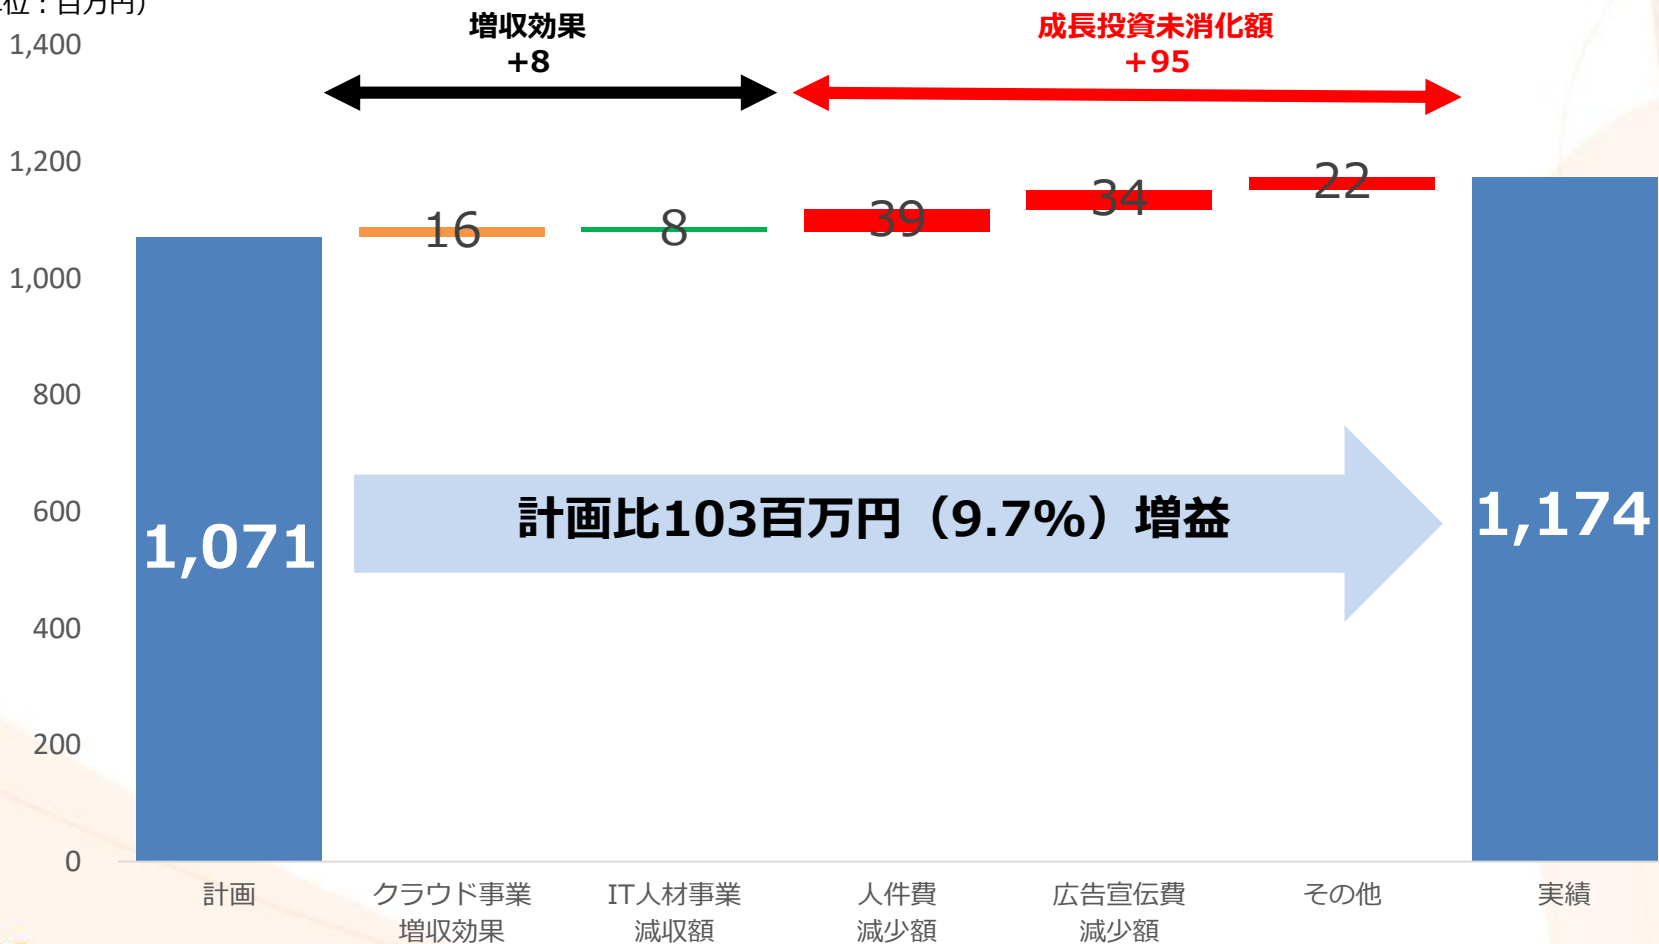 位：百万円）
増収効果
+8
成長投資未消化額
＋95
1,400
1,200
1,000
800
600
400
200
0
16
8
39
34
22
1,071
計画比103百万円（9.7%）増益
1,174
計画
クラウド事業
増収効果
IT人材事業
減収額
人件費
減少額
広告宣伝費
減少額
その他
実績